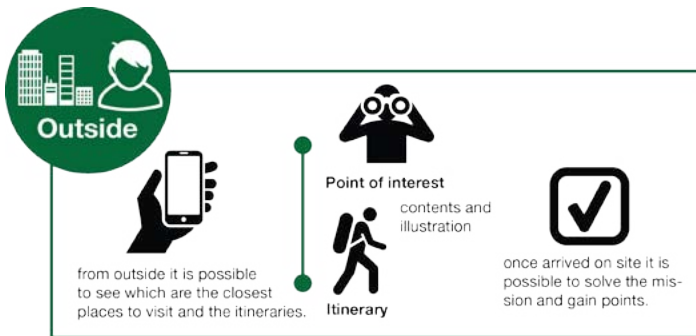 Outside
from outside it is possible
to see which are the closest
places to visit and the itineraries.
Point of interest
contents and
illustration
Itinerary
once arrived on site it is
possible to solve the mis-
sion and gain points.